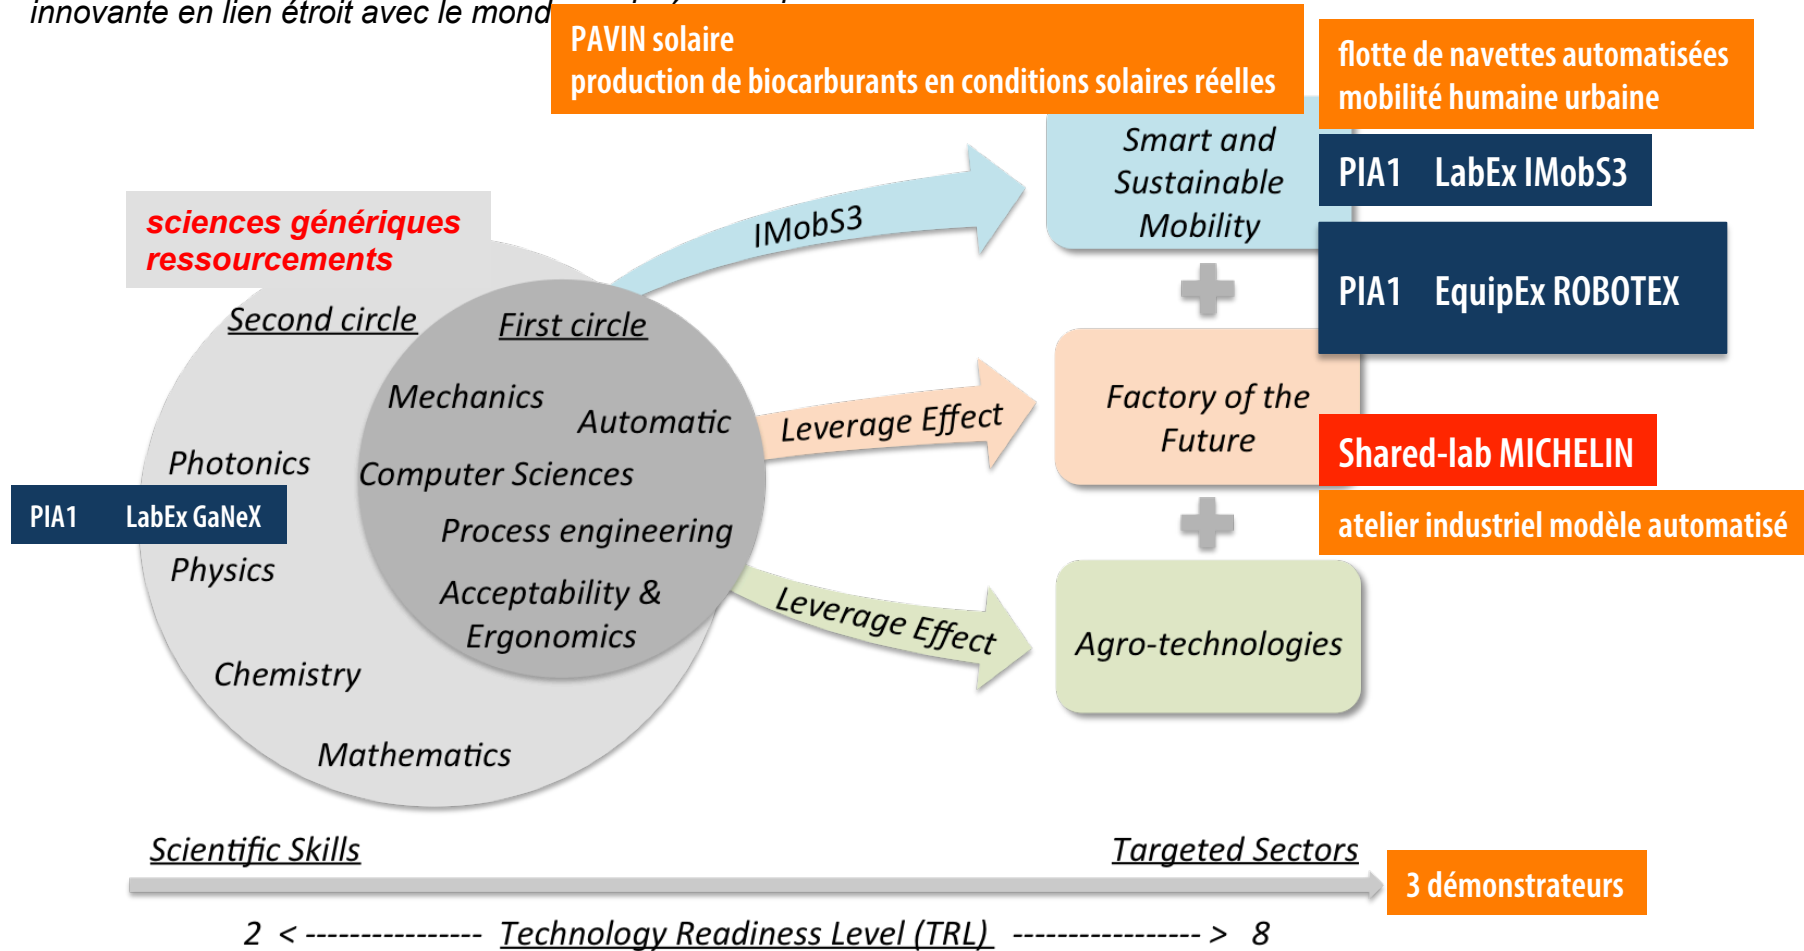 innovante en lien étroit avec le mond
PAVIN solaire
production de biocarburants en conditions solaires réelles
flotte de navettes automatisées
mobilité humaine urbaine
Smart and
Sustainable
Mobility
PIA1 LabEx IMobS3
PIA1 EquipEx ROBOTEX
IMobS3
sciences génériques
ressourcements
Second circle
First circle
Mechanics
Automatic
Photonics
Computer Sciences
PIA1 LabEx GaNeX
Process engineering
Physics
Acceptability &
Ergonomics
Chemistry
Mathematics
Leverage Effect
Factory of the
Future
Shared-lab MICHELIN
atelier industriel modèle automatisé
Leverage Effect
Agro-technologies
Scientific Skills
Targeted Sectors
3 démonstrateurs
2 < ---------------- Technology Readiness Level (TRL) ----------------- > 8